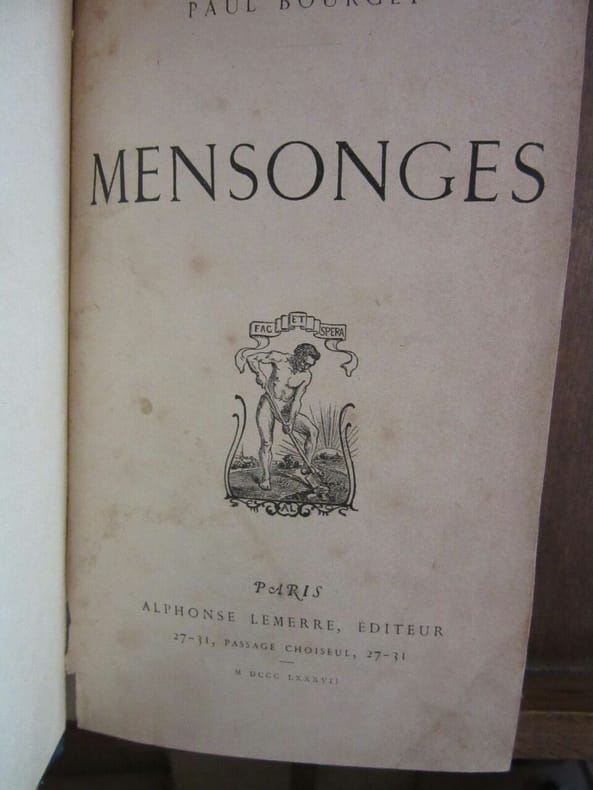 PAUL BOURGET
MENSONGES
FAC ET SPERA
AL
PARIS
ALPHONSE LEMERRE, ÉDITEUR
27-31, PASSAGE CHOISEUL, 27-31
M DCCC LXXXVII